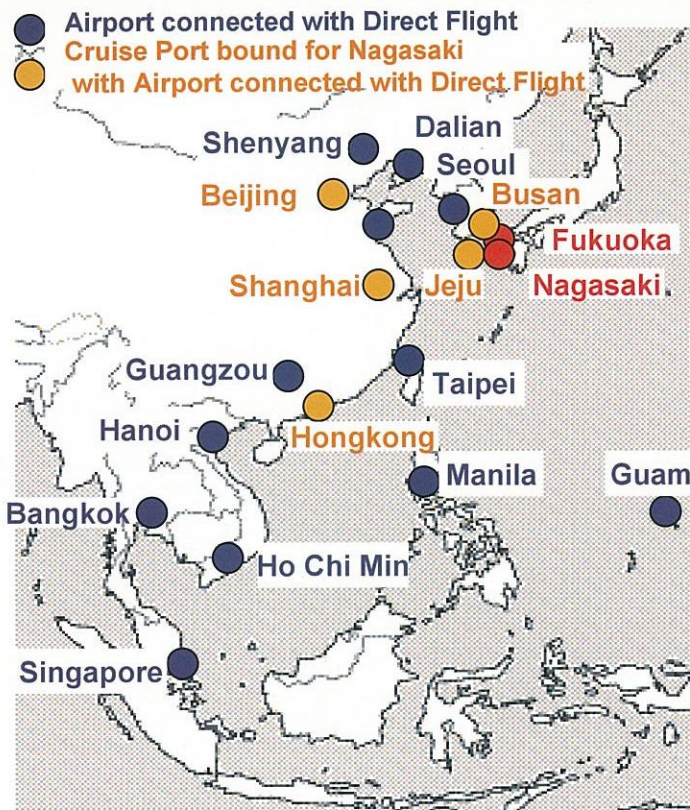 Airport connected with Direct Flight
Cruise Port bound for Nagasaki
with Airport connected with Direct Flight
Dalian
Shenyang
Seoul
Beijing
Busan
Fukuoka
Shanghai
Jeju
Nagasaki
Guangzou
Taipei
Hanoi
Hongkong
Manila
Guam
Bangkok
Ho Chi Min
Singapore